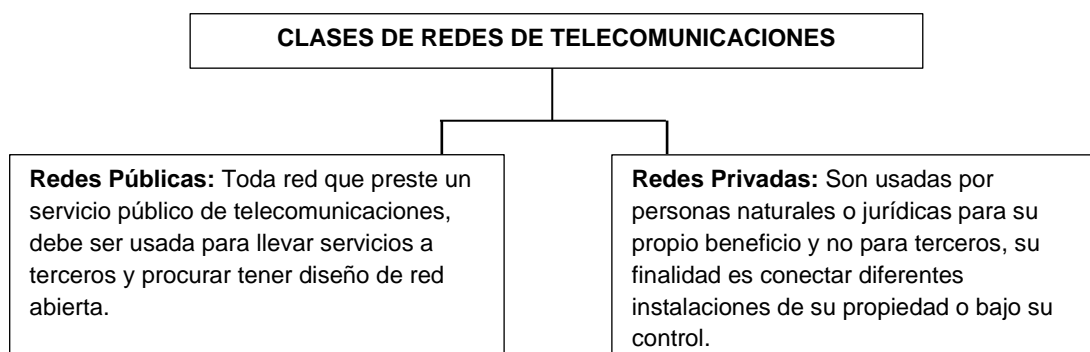 CLASES DE REDES DE TELECOMUNICACIONES
Redes Públicas: Toda red que preste un
servicio público de telecomunicaciones,
debe ser usada para llevar servicios a
terceros y procurar tener diseño de red
abierta.
Redes Privadas: Son usadas por
personas naturales o jurídicas para su
propio beneficio y no para terceros, su
finalidad es conectar diferentes
instalaciones de su propiedad o bajo su
control.